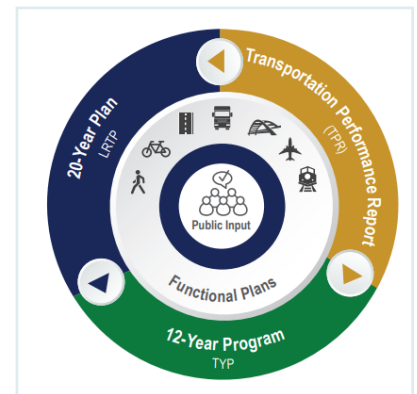 20-Year Plan
LRTP
Transportation Performance Report
(TPR)
Public Input
Functional Plans
12-Year Program
TYP